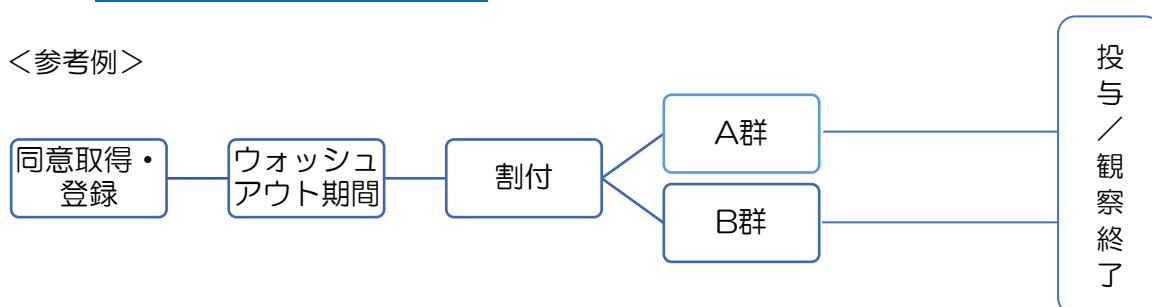 ＜参考例＞
同意取得・
登録
ウォッシュ
アウト期間
割付
A群
B群
投与／観察終了